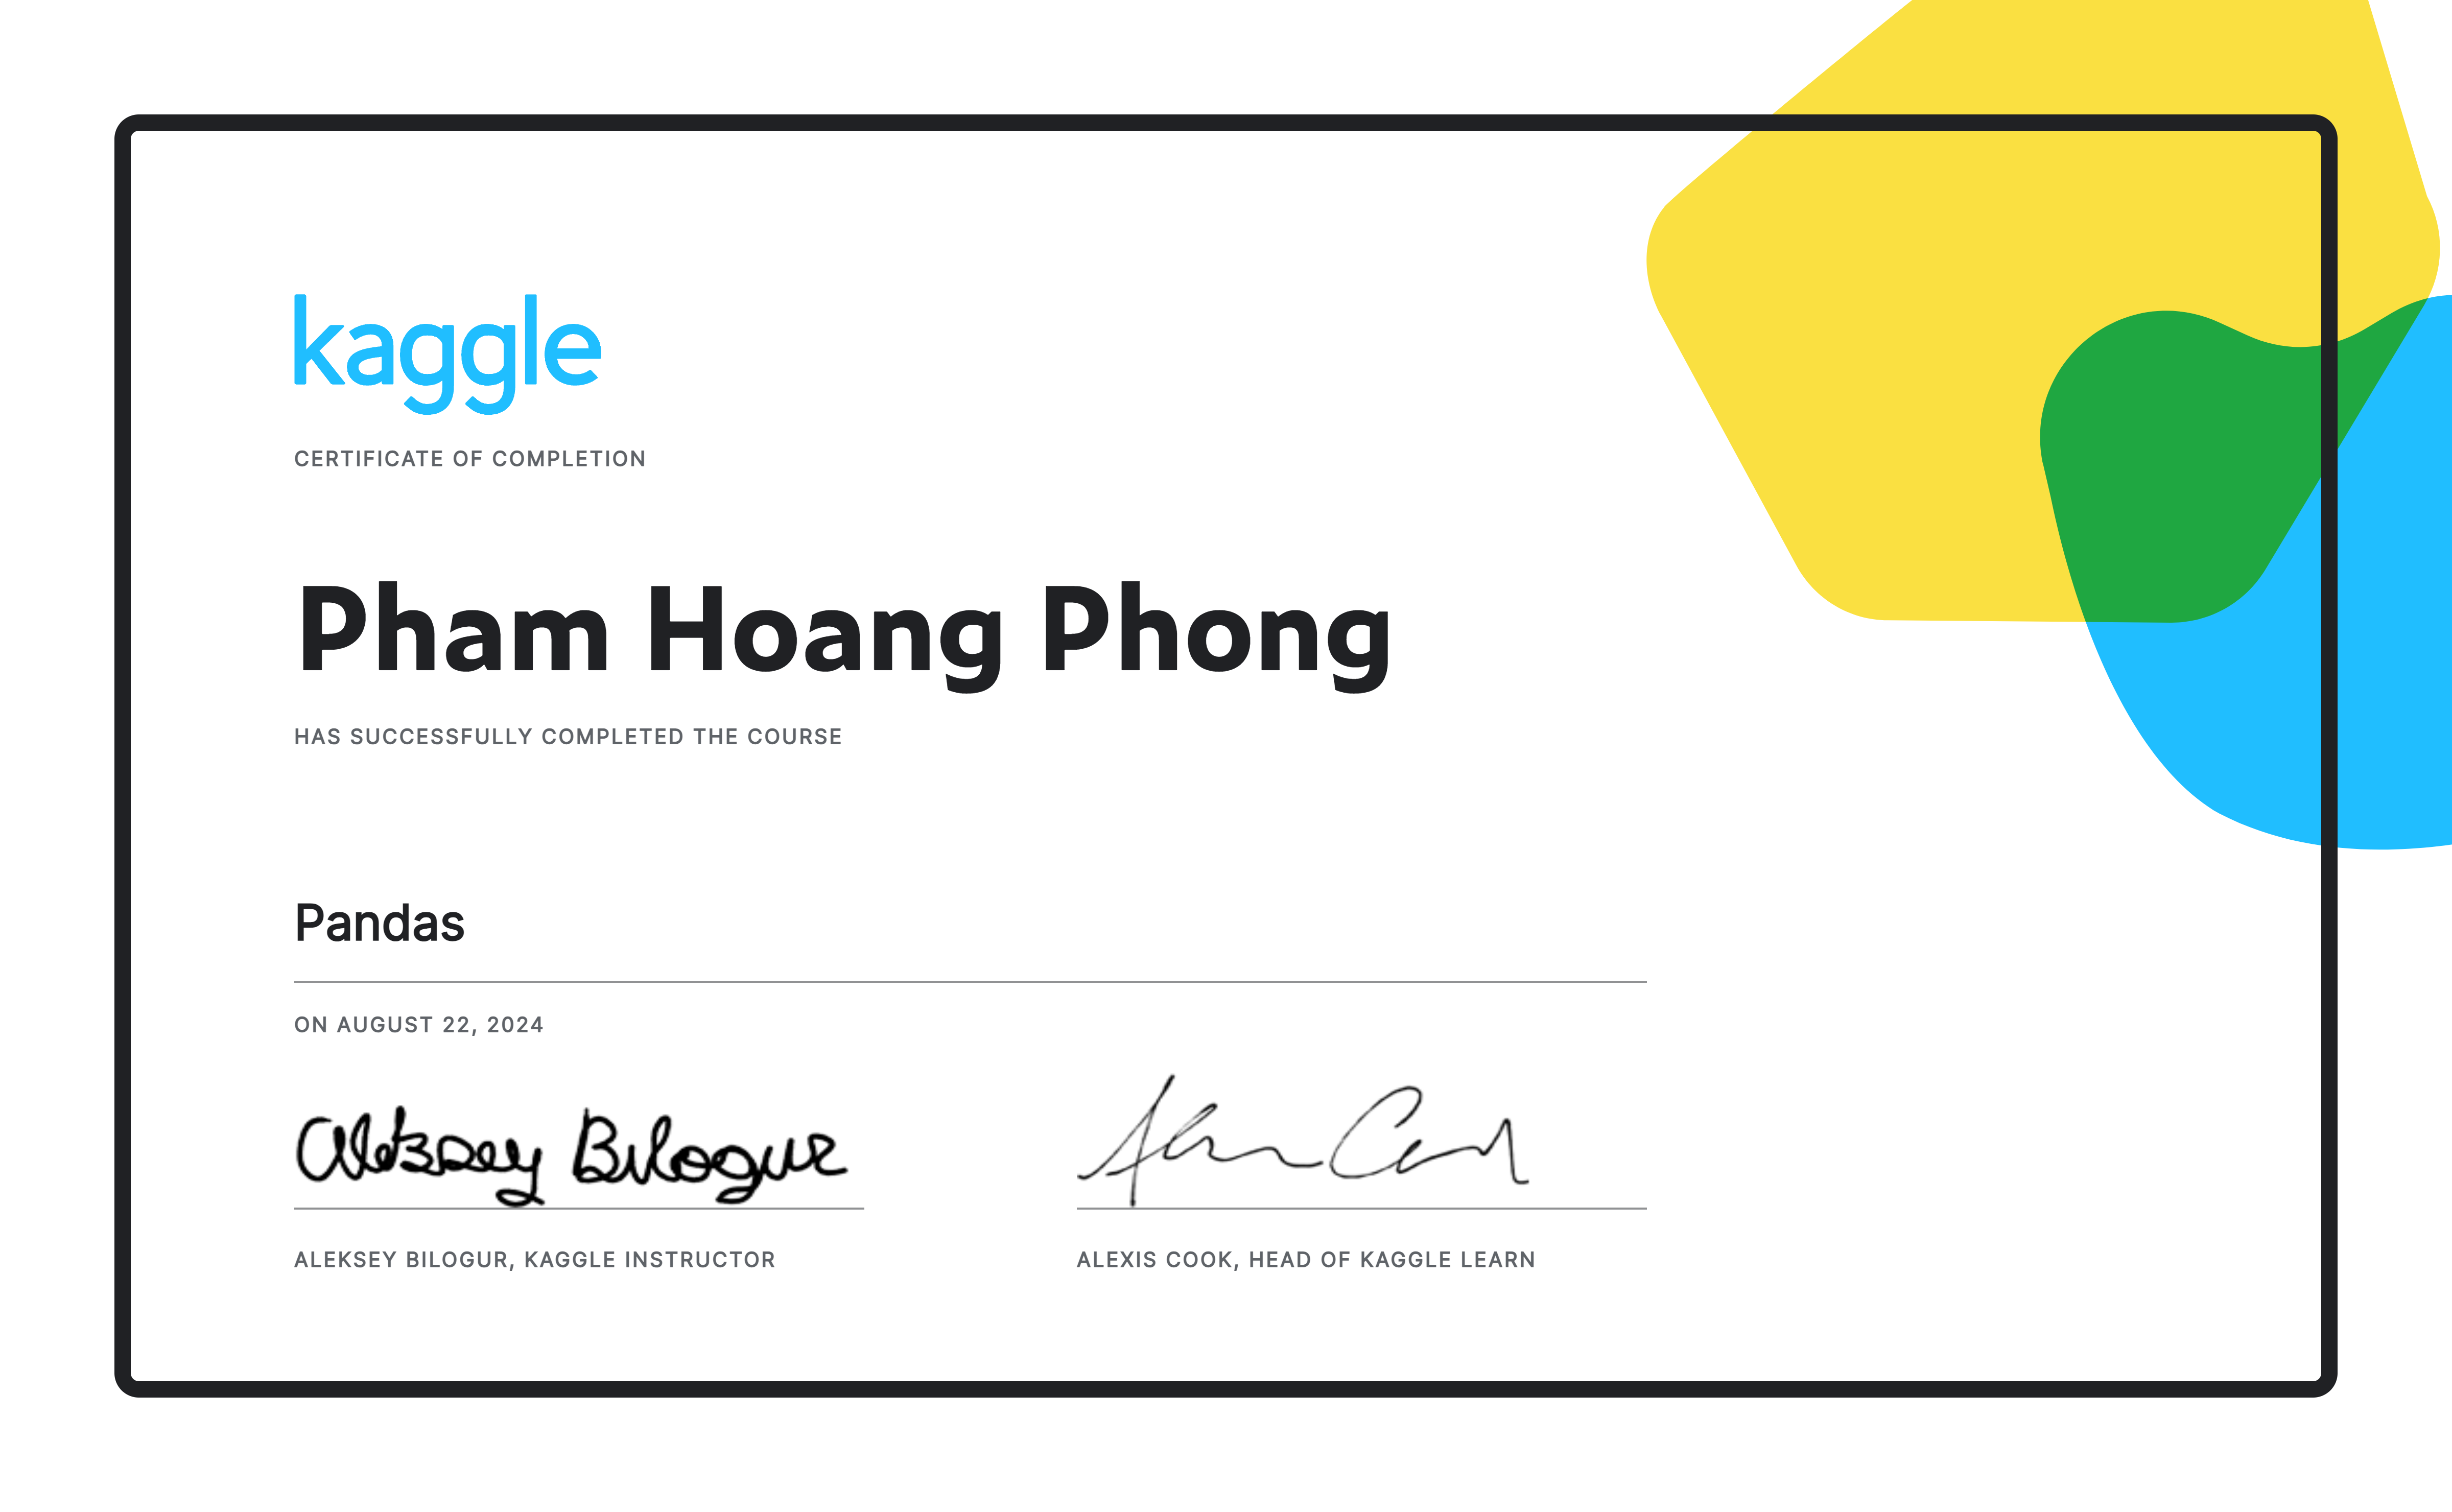 kaggle
CERTIFICATE OF COMPLETION
Pham Hoang Phong
HAS SUCCESSFULLY COMPLETED THE COURSE
Pandas
ON AUGUST 22, 2024
Aleksey Bilogur
ALEKSEY BILOGUR, KAGGLE INSTRUCTOR
ALEXIS COOK, HEAD OF KAGGLE LEARN